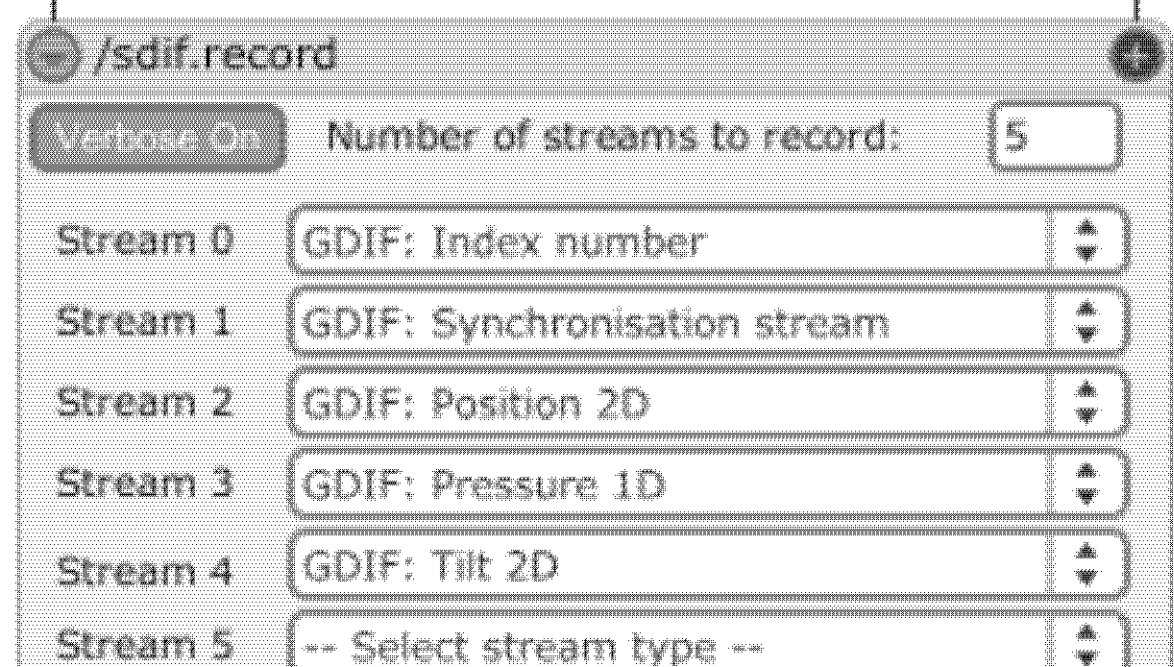 /sdif.record
Verbose On Number of streams to record: 5
Stream 0 GDIF: Index number
Stream 1 GDIF: Synchronisation stream
Stream 2 GDIF: Position 2D
Stream 3 GDIF: Pressure 1D
Stream 4 GDIF: Tilt 2D
Stream 5 -- Select stream type --